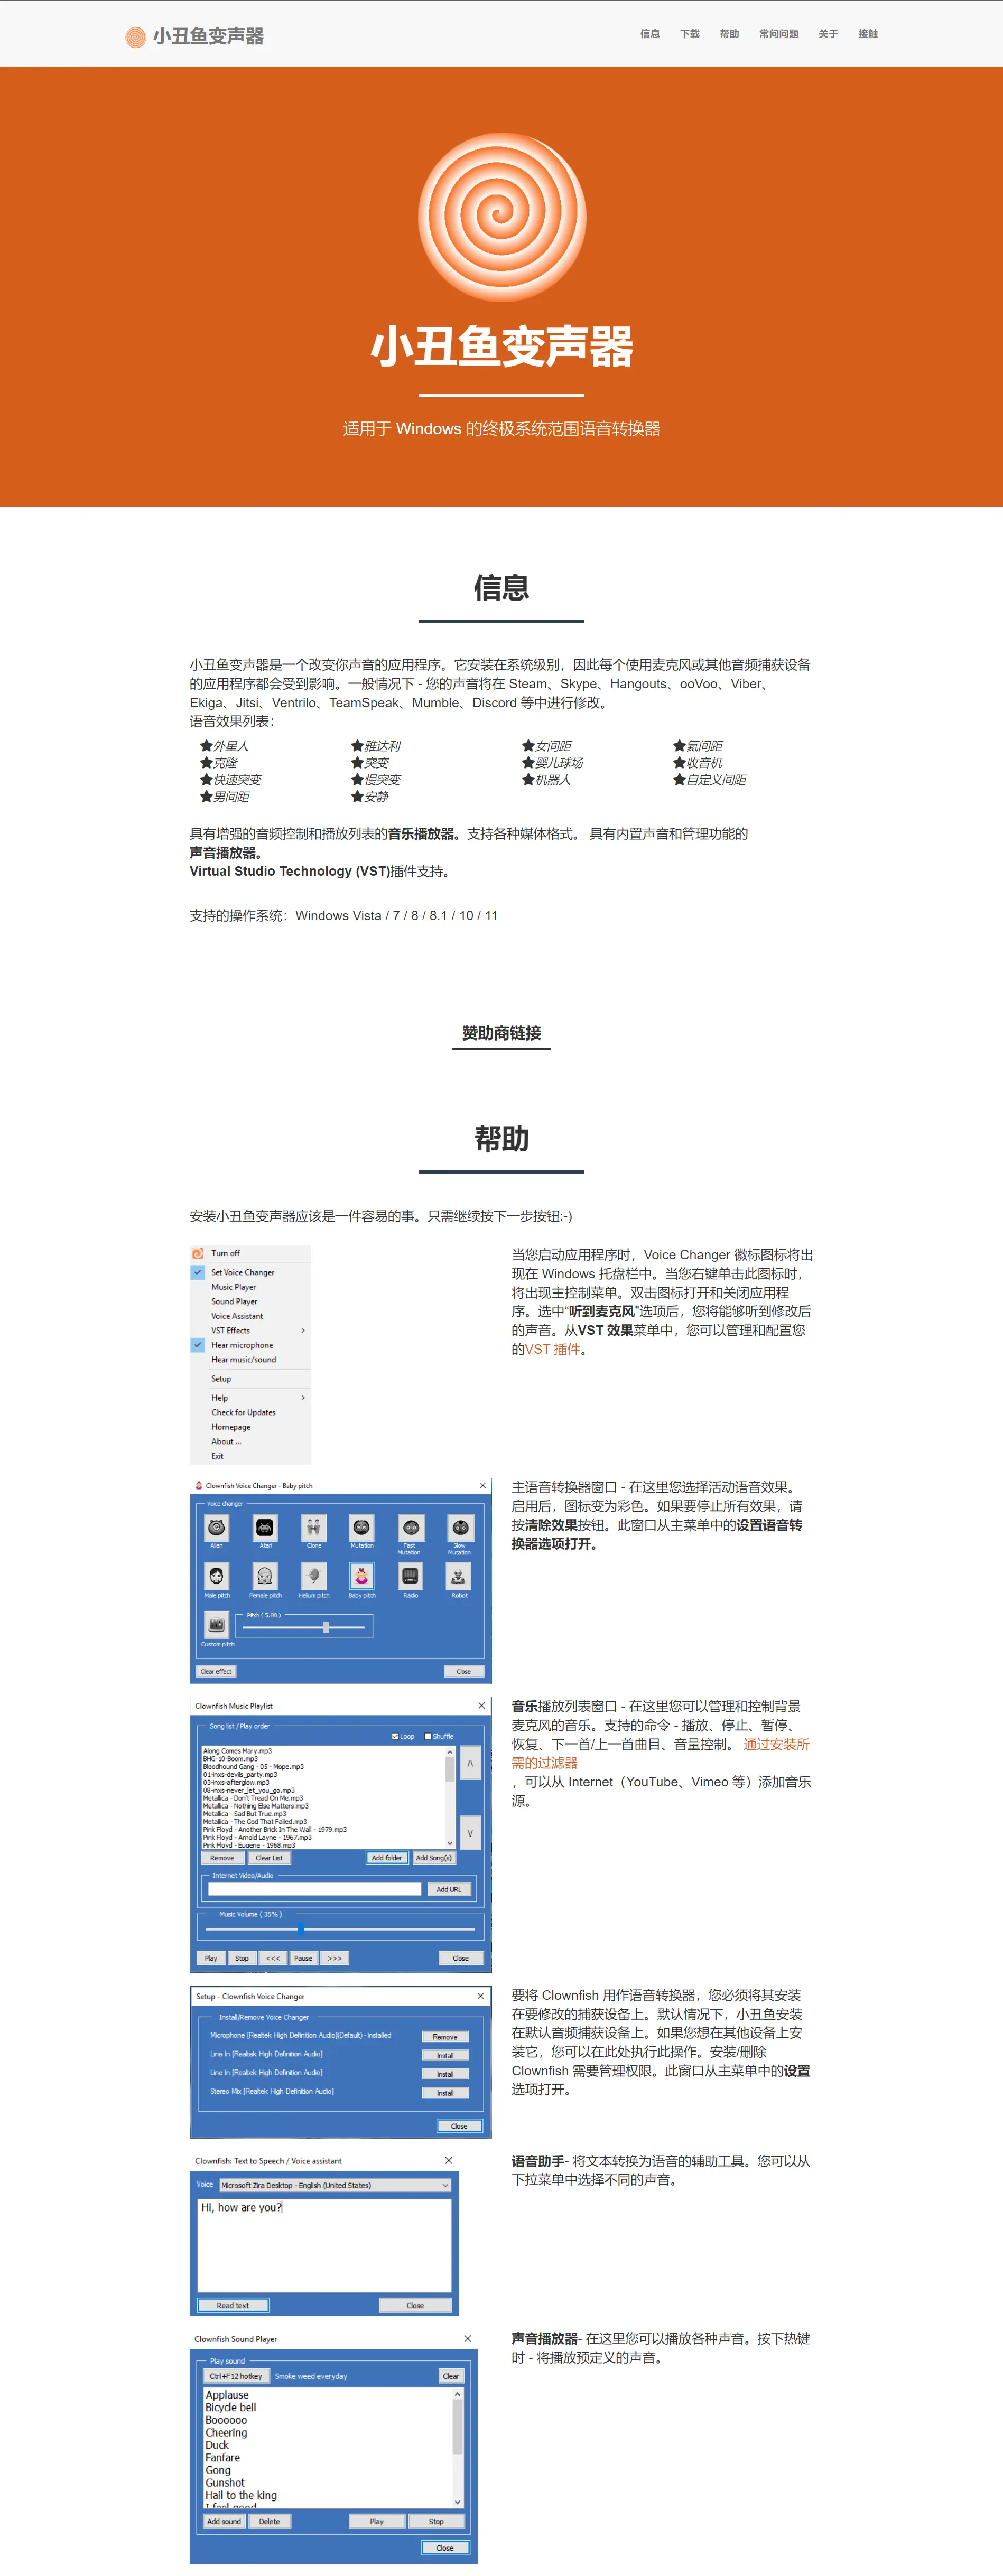 小丑鱼变声器
信息 下载 帮助 常问问题 关于 接触
小丑鱼变声器
适用于 Windows 的终极系统范围语音转换器
信息
小丑鱼变声器是一个改变你声音的应用程序。它安装在系统级别，因此每个使用麦克风或其他音频捕获设备
的应用程序都会受到影响。一般情况下 - 您的声音将在 Steam、Skype、Hangouts、ooVoo、Viber、
Ekiga、Jitsi、Ventrilo、TeamSpeak、Mumble、Discord 等中进行修改。
语音效果列表：
★外星人 ★雅达利 ★女间距 ★氦间距
★克隆 ★突变 ★婴儿球场 ★收音机
★快速突变 ★慢突变 ★机器人 ★自定义间距
★男间距 ★安静
具有增强的音频控制和播放列表的音乐播放器。支持各种媒体格式。 具有内置声音和管理功能的
声音播放器。
Virtual Studio Technology (VST)插件支持。
支持的操作系统：Windows Vista / 7 / 8 / 8.1 / 10 / 11
赞助商链接
帮助
安装小丑鱼变声器应该是一件容易的事。只需继续按下一步按钮:-)
Turn off
Set Voice Changer
Music Player
Sound Player
Voice Assistant
VST Effects
Hear microphone
Hear music/sound
Setup
Help
Check for Updates
Homepage
About ...
Exit
当您启动应用程序时，Voice Changer 徽标图标将出
现在 Windows 托盘栏中。当您右键单击此图标时，
将出现主控制菜单。双击图标打开和关闭应用程
序。选中“听到麦克风”选项后，您将能够听到修改后
的声音。从VST 效果菜单中，您可以管理和配置您
的VST 插件。
Clownfish Voice Changer - Baby pitch
Voice changer
Alien Atari Clone Mutation Fast Mutation Slow Mutation
Male pitch Female pitch Helium pitch Baby pitch Radio Robot
Pitch ( 5.80 )
Custom pitch
Clear effect Close
主语音转换器窗口 - 在这里您选择活动语音效果。
启用后，图标变为彩色。如果要停止所有效果，请
按清除效果按钮。此窗口从主菜单中的设置语音转
换器选项打开。
Clownfish Music Playlist
Song list / Play order
Loop Shuffle
Along Comes Mary.mp3
BHG-10-Boom.mp3
Bloodhound Gang - 05 - Mope.mp3
01-inxs-devils_party.mp3
03-inxs-afterglow.mp3
08-inxs-never_let_you_go.mp3
Metallica - Don't Tread On Me.mp3
Metallica - Nothing Else Matters.mp3
Metallica - Sad But True.mp3
Metallica - The God That Failed.mp3
Pink Floyd - Another Brick In The Wall - 1979.mp3
Pink Floyd - Arnold Layne - 1967.mp3
Pink Floyd - Eugene - 1968.mp3
Remove Clear List Add folder Add Song(s)
Internet Video/Audio
Add URL
Music Volume ( 35% )
Play Stop <<< Pause >>> Close
音乐播放列表窗口 - 在这里您可以管理和控制背景
麦克风的音乐。支持的命令 - 播放、停止、暂停、
恢复、下一首/上一首曲目、音量控制。 通过安装所
需的过滤器
，可以从 Internet（YouTube、Vimeo 等）添加音乐
源。
Setup - Clownfish Voice Changer
Install/Remove Voice Changer
Microphone [Realtek High Definition Audio](Default) - installed Remove
Line In [Realtek High Definition Audio] Install
Line In [Realtek High Definition Audio] Install
Stereo Mix [Realtek High Definition Audio] Install
Close
要将 Clownfish 用作语音转换器，您必须将其安装
在要修改的捕获设备上。默认情况下，小丑鱼安装
在默认音频捕获设备上。如果您想在其他设备上安
装它，您可以在此处执行此操作。安装/删除
Clownfish 需要管理权限。此窗口从主菜单中的设置
选项打开。
Clownfish: Text to Speech / Voice assistant
Voice Microsoft Zira Desktop - English (United States)
Hi, how are you?
Read text Close
语音助手- 将文本转换为语音的辅助工具。您可以从
下拉菜单中选择不同的声音。
Clownfish Sound Player
Play sound
Ctrl+F12 hotkey Smoke weed everyday Clear
Applause
Bicycle bell
Boooooo
Cheering
Duck
Fanfare
Gong
Gunshot
Hail to the king
I feel good
Add sound Delete Play Stop
Close
声音播放器- 在这里您可以播放各种声音。按下热键
时 - 将播放预定义的声音。